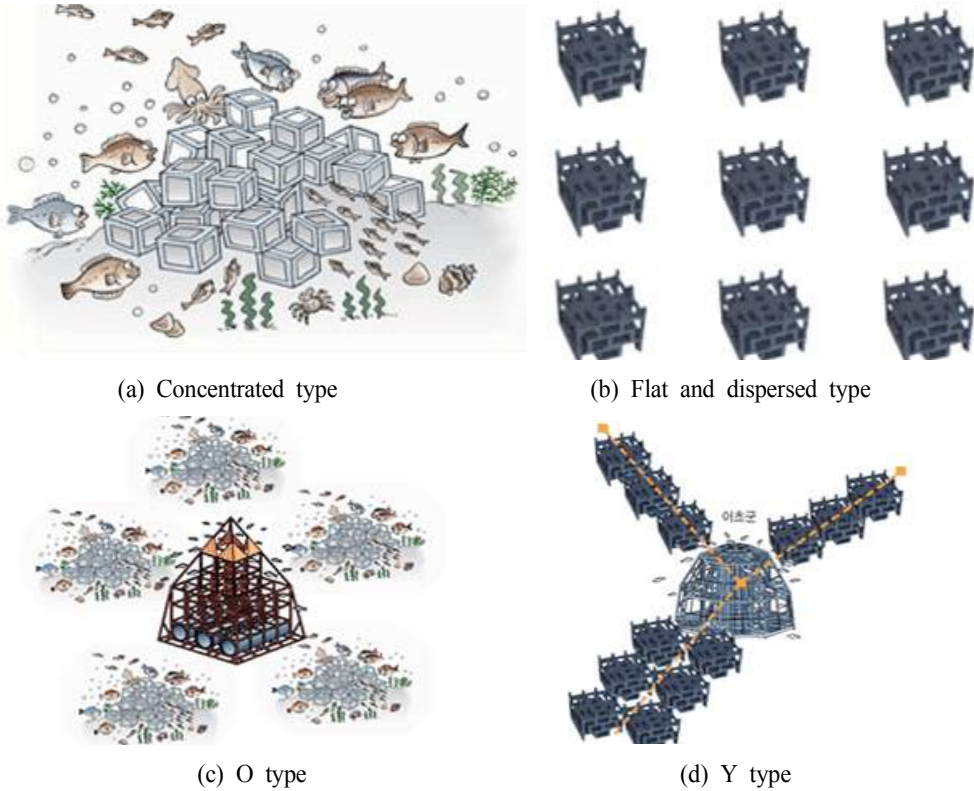 (a) Concentrated type
(b) Flat and dispersed type
어초군
(c) O type
(d) Y type